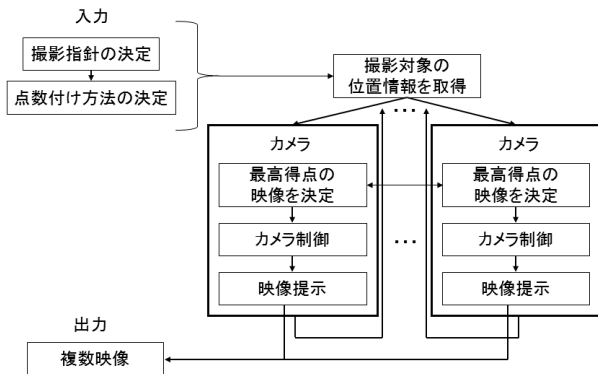 入力
撮影指針の決定
点数付け方法の決定
撮影対象の
位置情報を取得
...
カメラ
最高得点の
映像を決定
カメラ制御
映像提示
...
カメラ
最高得点の
映像を決定
カメラ制御
映像提示
出力
複数映像